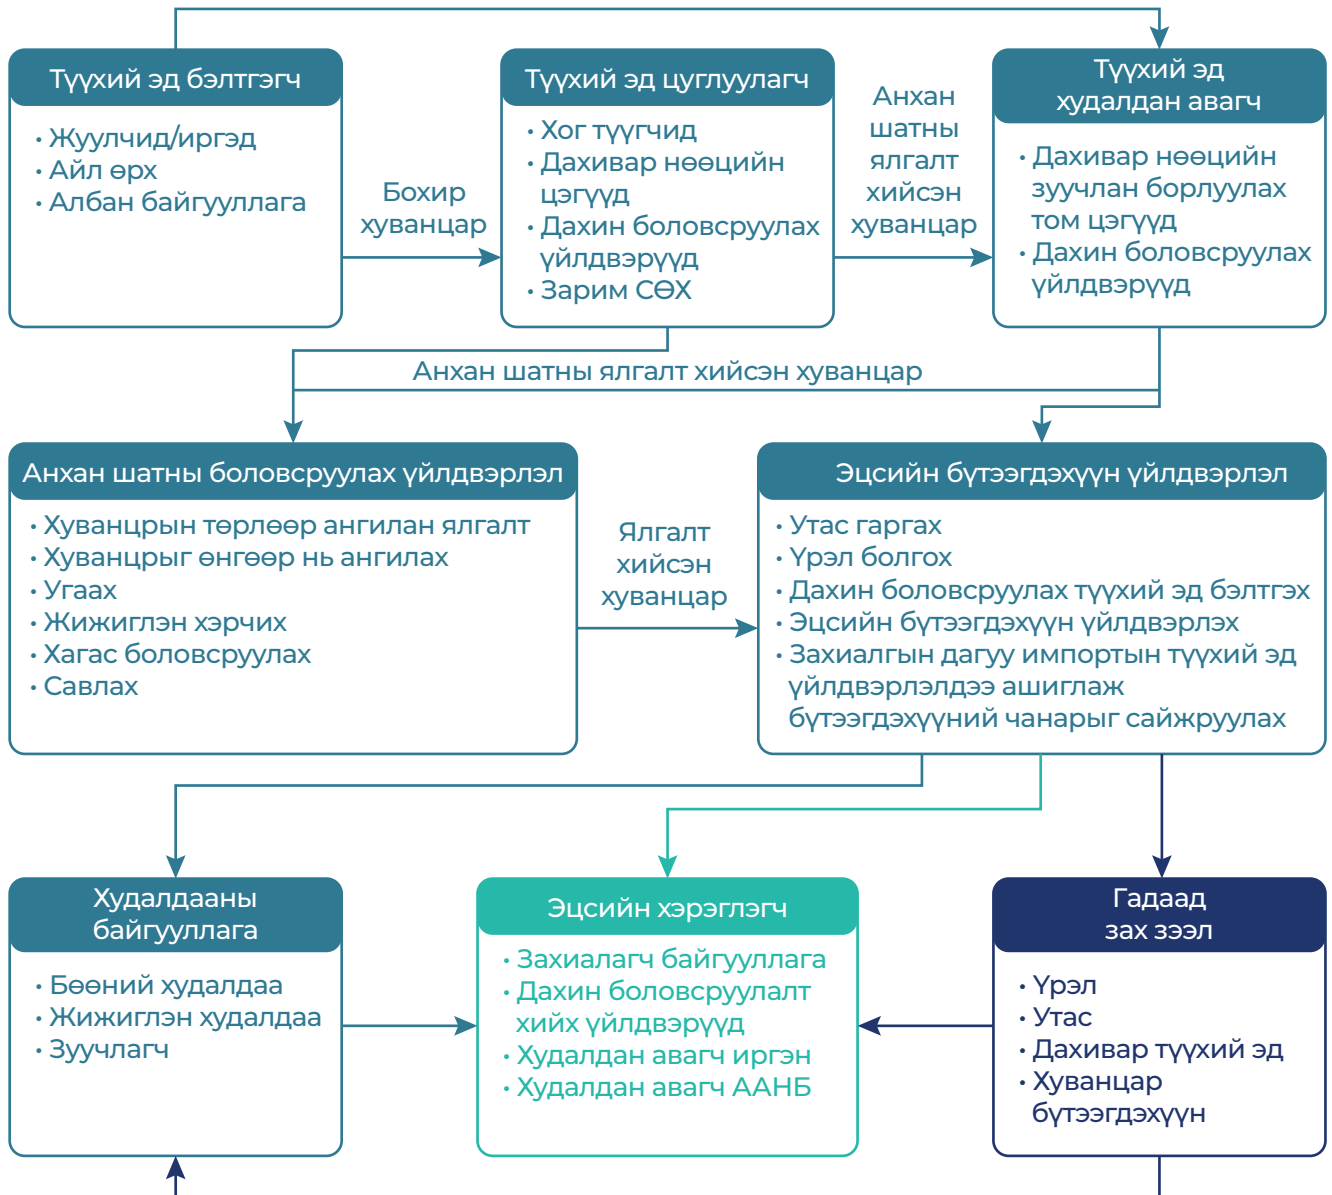 Түүхий эд бэлтгэгч
· Жуулчид/иргэд
· Айл өрх
· Албан байгууллага
Бохир
хуванцар
Түүхий эд цуглуулагч
· Хог түүгчид
· Дахивар нөөцийн
цэгүүд
· Дахин боловсруулах
үйлдвэрүүд
· Зарим СӨХ
Анхан
шатны
ялгалт
хийсэн
хуванцар
Түүхий эд
худалдан авагч
· Дахивар нөөцийн
зуучлан борлуулах
том цэгүүд
· Дахин боловсруулах
үйлдвэрүүд
Анхан шатны ялгалт хийсэн хуванцар
Анхан шатны боловсруулах үйлдвэрлэл
· Хуванцрын төрлөөр ангилан ялгалт
· Хуванцрыг өнгөөр нь ангилах
· Угаах
· Жижиглэн хэрчих
· Хагас боловсруулах
· Савлах
Ялгалт
хийсэн
хуванцар
Эцсийн бүтээгдэхүүн үйлдвэрлэл
· Утас гаргах
· Үрэл болгох
· Дахин боловсруулах түүхий эд бэлтгэх
· Эцсийн бүтээгдэхүүн үйлдвэрлэх
· Захиалгын дагуу импортын түүхий эд
үйлдвэрлэлдээ ашиглаж
бүтээгдэхүүний чанарыг сайжруулах
Худалдааны
байгууллага
· Бөөний худалдаа
· Жижиглэн худалдаа
· Зуучлагч
Эцсийн хэрэглэгч
· Захиалагч байгууллага
· Дахин боловсруулалт
хийх үйлдвэрүүд
· Худалдан авагч иргэн
· Худалдан авагч ААНБ
Гадаад
зах зээл
· Үрэл
· Утас
· Дахивар түүхий эд
· Хуванцар
бүтээгдэхүүн